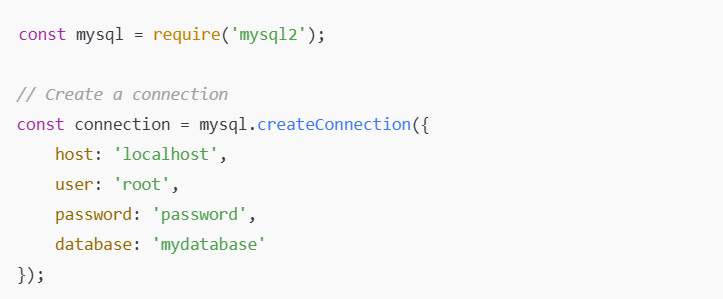 const mysql = require('mysql2');
// Create a connection
const connection = mysql.createConnection({
    host: 'localhost',
    user: 'root',
    password: 'password',
    database: 'mydatabase'
});